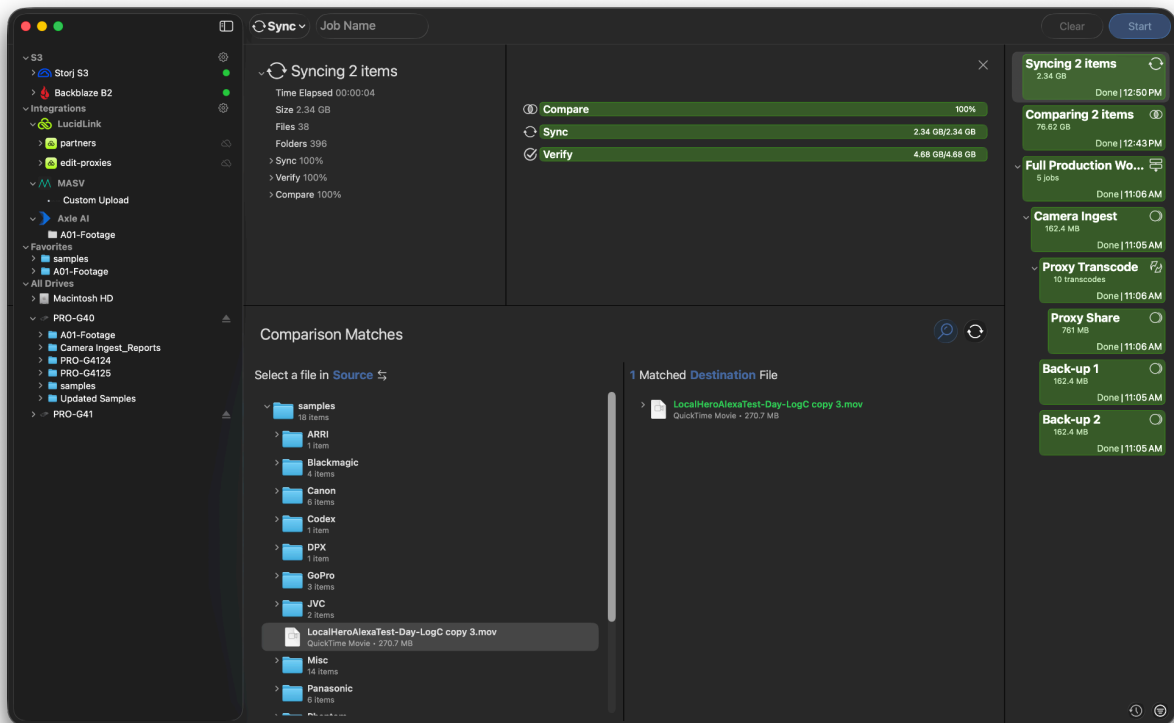 Sync
Job Name
Clear
Start
S3
Storj S3
Backblaze B2
Integrations
LucidLink
partners
edit-proxies
MASV
Custom Upload
Axle AI
A01-Footage
Favorites
samples
A01-Footage
All Drives
Macintosh HD
PRO-G40
A01-Footage
Camera Ingest_Reports
PRO-G4124
PRO-G4125
samples
Updated Samples
PRO-G41
Syncing 2 items
Time Elapsed 00:00:04
Size 2.34 GB
Files 38
Folders 396
Sync 100%
Verify 100%
Compare 100%
Compare 100%
Sync 2.34 GB/2.34 GB
Verify 4.68 GB/4.68 GB
Comparison Matches
Select a file in Source
samples
18 items
ARRI
1 item
Blackmagic
4 items
Canon
6 items
Codex
1 item
DPX
1 item
GoPro
3 items
JVC
2 items
LocalHeroAlexaTest-Day-LogC copy 3.mov
QuickTime Movie • 270.7 MB
Misc
14 items
Panasonic
6 items
1 Matched Destination File
LocalHeroAlexaTest-Day-LogC copy 3.mov
QuickTime Movie • 270.7 MB
Syncing 2 items
2.34 GB
Done | 12:50 PM
Comparing 2 items
76.62 GB
Done | 12:43 PM
Full Production Wo...
5 jobs
Done | 11:06 AM
Camera Ingest
162.4 MB
Done | 11:05 AM
Proxy Transcode
10 transcodes
Done | 11:06 AM
Proxy Share
761 MB
Done | 11:06 AM
Back-up 1
162.4 MB
Done | 11:05 AM
Back-up 2
162.4 MB
Done | 11:05 AM